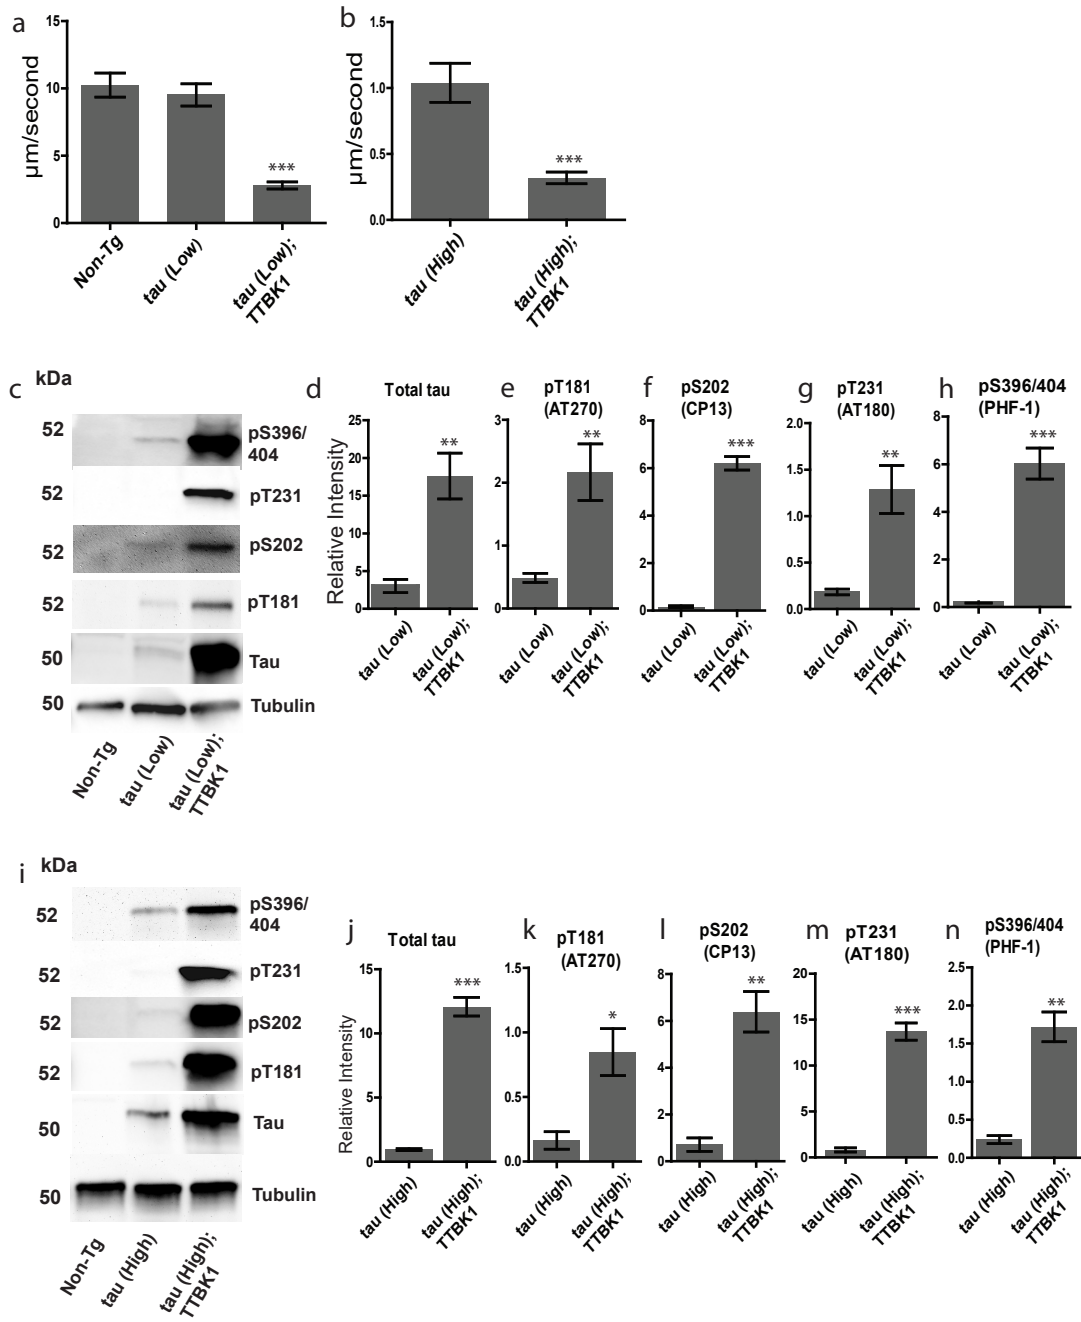 a
15
10
5
0
µm/second
***
Non-Tg
tau (Low)
tau (Low);
TTBK1
b
1.5
1.0
0.5
0.0
µm/second
***
tau (High)
tau (High);
TTBK1
c
kDa
52
pS396/
404
52
pT231
52
pS202
52
pT181
50
Tau
50
Tubulin
Non-Tg
tau (Low)
tau (Low);
TTBK1
d
Total tau
Relative Intensity
25
20
15
10
5
0
**
tau (Low)
tau (Low);
TTBK1
e
pT181
(AT270)
3
2
1
0
**
tau (Low)
tau (Low);
TTBK1
f
pS202
(CP13)
8
6
4
2
0
***
tau (Low)
tau (Low);
TTBK1
g
pT231
(AT180)
2.0
1.5
1.0
0.5
0.0
**
tau (Low)
tau (Low);
TTBK1
h
pS396/404
(PHF-1)
8
6
4
2
0
***
tau (Low)
tau (Low);
TTBK1
i
kDa
52
pS396/
404
52
pT231
52
pS202
52
pT181
50
Tau
50
Tubulin
Non-Tg
tau (High)
tau (High);
TTBK1
j
Total tau
Relative Intensity
15
10
5
0
***
tau (High)
tau (High);
TTBK1
k
pT181
(AT270)
1.5
1.0
0.5
0.0
*
tau (High)
tau (High);
TTBK1
l
pS202
(CP13)
8
6
4
2
0
**
tau (High)
tau (High);
TTBK1
m
pT231
(AT180)
20
15
10
5
0
***
tau (High)
tau (High);
TTBK1
n
pS396/404
(PHF-1)
2.5
2.0
1.5
1.0
0.5
0.0
**
tau (High)
tau (High);
TTBK1